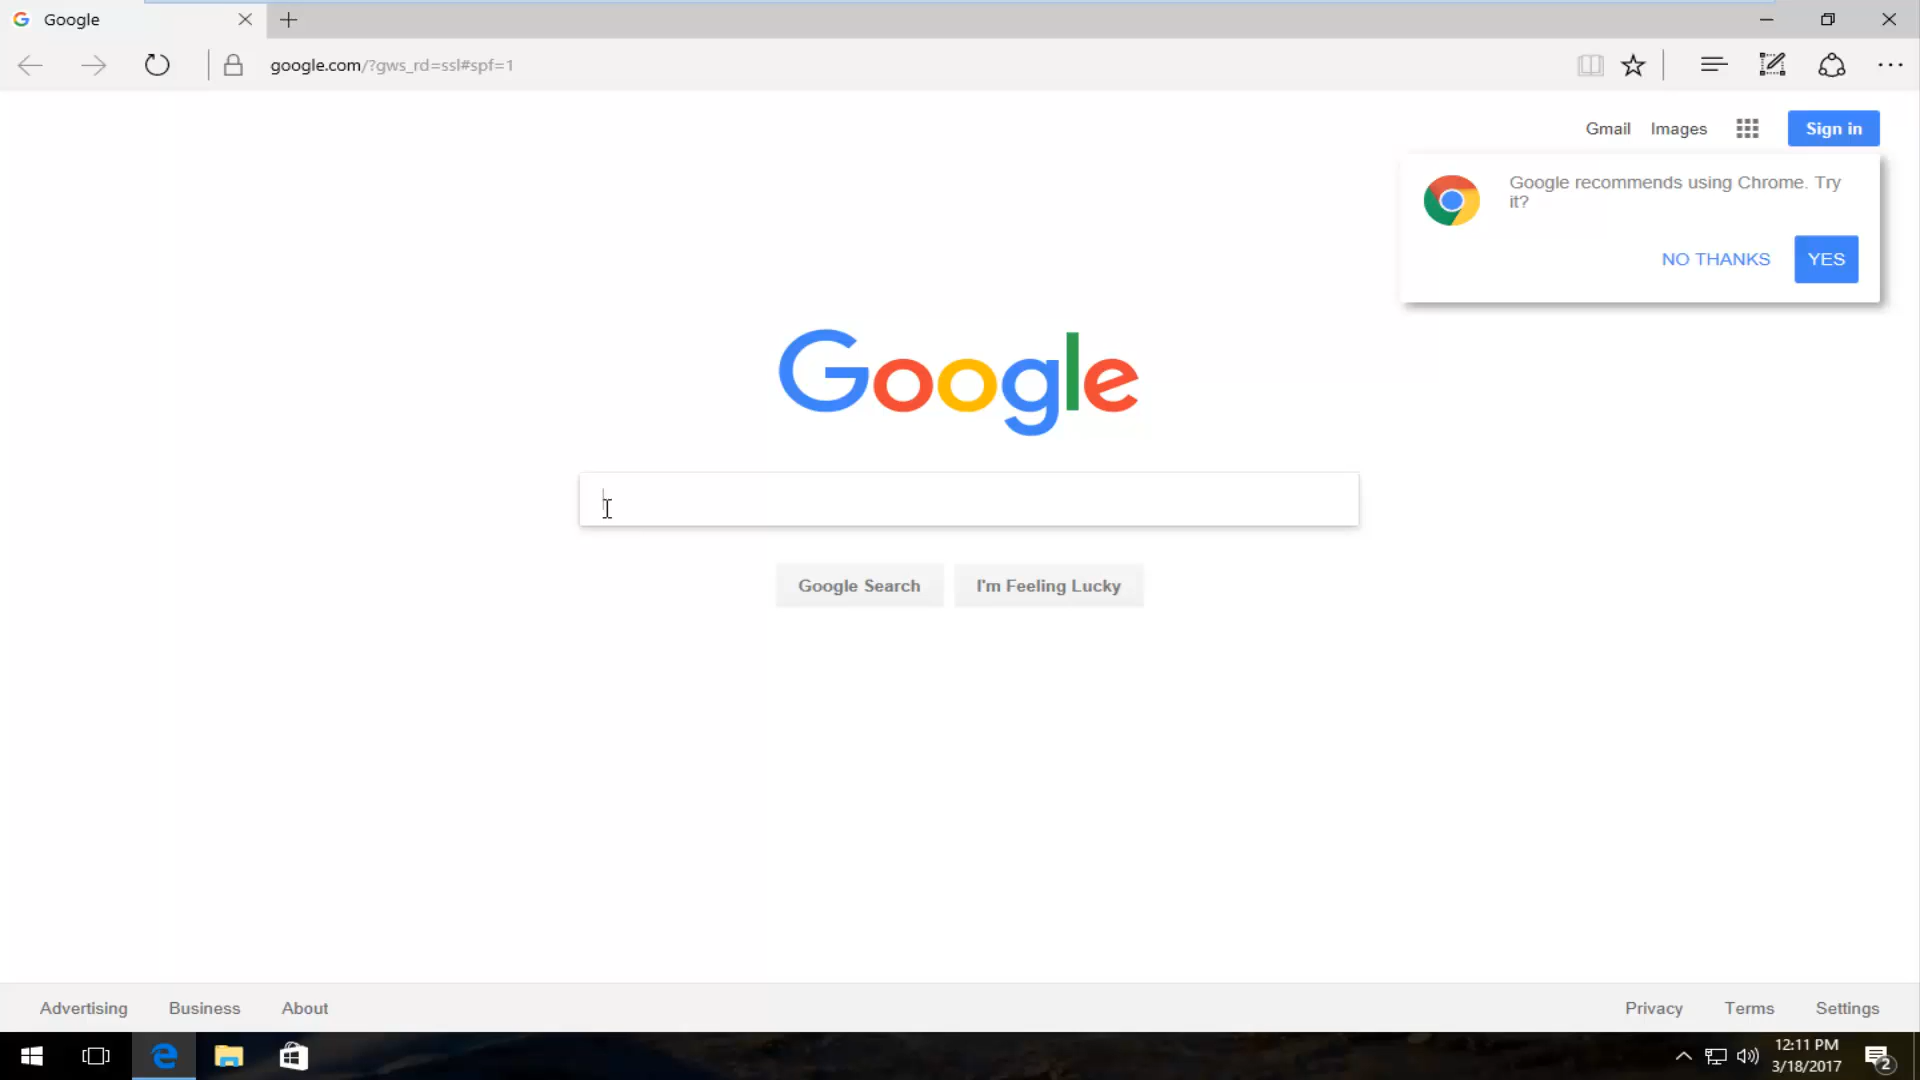 Google
google.com/?gws_rd=ssl#spf=1
Gmail Images Sign in
Google recommends using Chrome. Try
it?
NO THANKS YES
Google
Google Search I'm Feeling Lucky
Advertising Business About Privacy Terms Settings
12:11 PM
3/18/2017
2